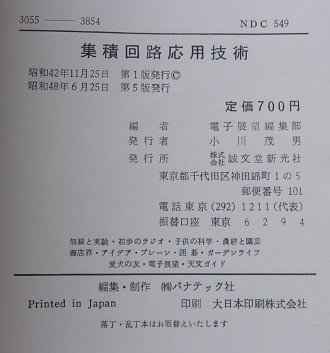 3055 — 3854 NDC 549
集積回路応用技術
昭和42年11月25日 第1版発行©
昭和48年6月25日 第5版発行
定価700円
編者 電子展望編集部
発行者 小川茂男
発行所 株式会社 誠文堂新光社
東京都千代田区神田錦町1の5
郵便番号 101
電話東京(292)1211(代表)
振替口座 東京 6294
無線と実験・初歩のラジオ・子供の科学・農耕と園芸
商店界・アイデア・ブレーン・囲碁・ガーデンライフ
愛犬の友・電子展望・天文ガイド
編集・制作 ㈱パナテック社
Printed in Japan 印刷 大日本印刷株式会社
落丁・乱丁本はお取替えいたします